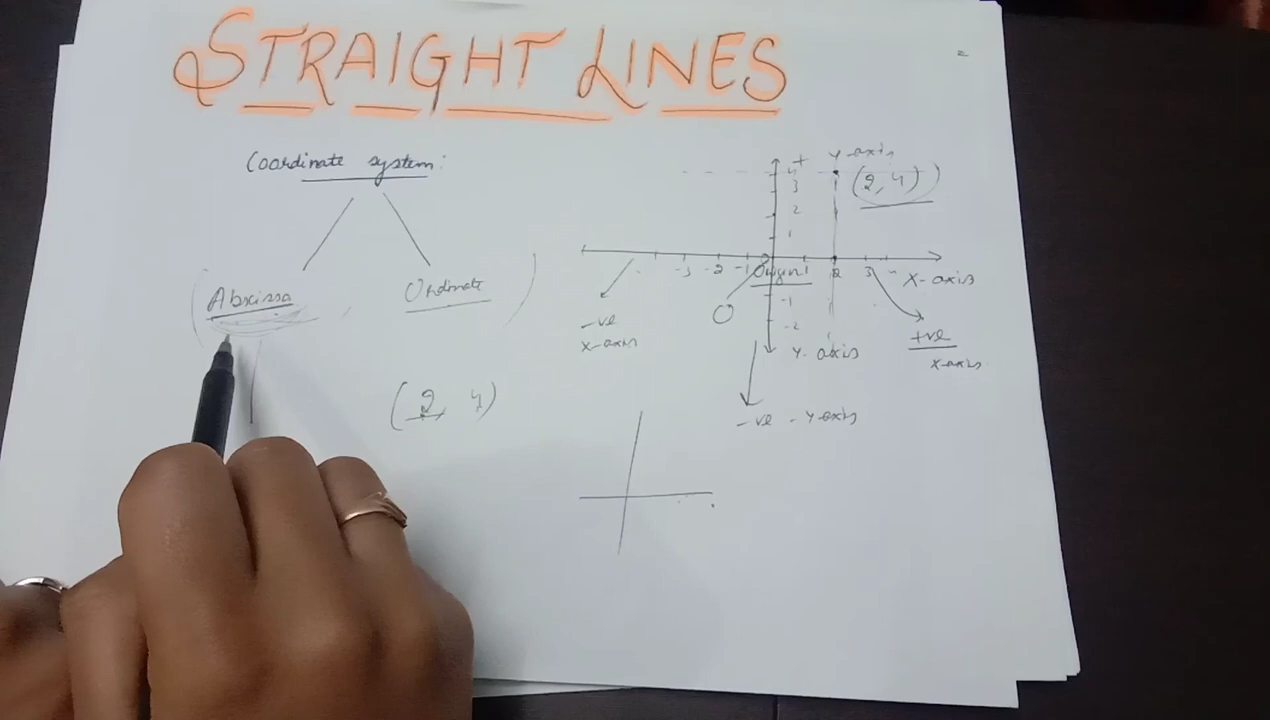 STRAIGHT LINES
Coordinate system:
Abscissa
Ordinate
(2, 4)
+
Y-axis
(2, 4)
4
3
2
1
-3 -2 -1 Origin 1 2 3
X-axis
O
-1
-2
-ve
X-axis
Y-axis
+ve
X-axis
-ve - Y-axis